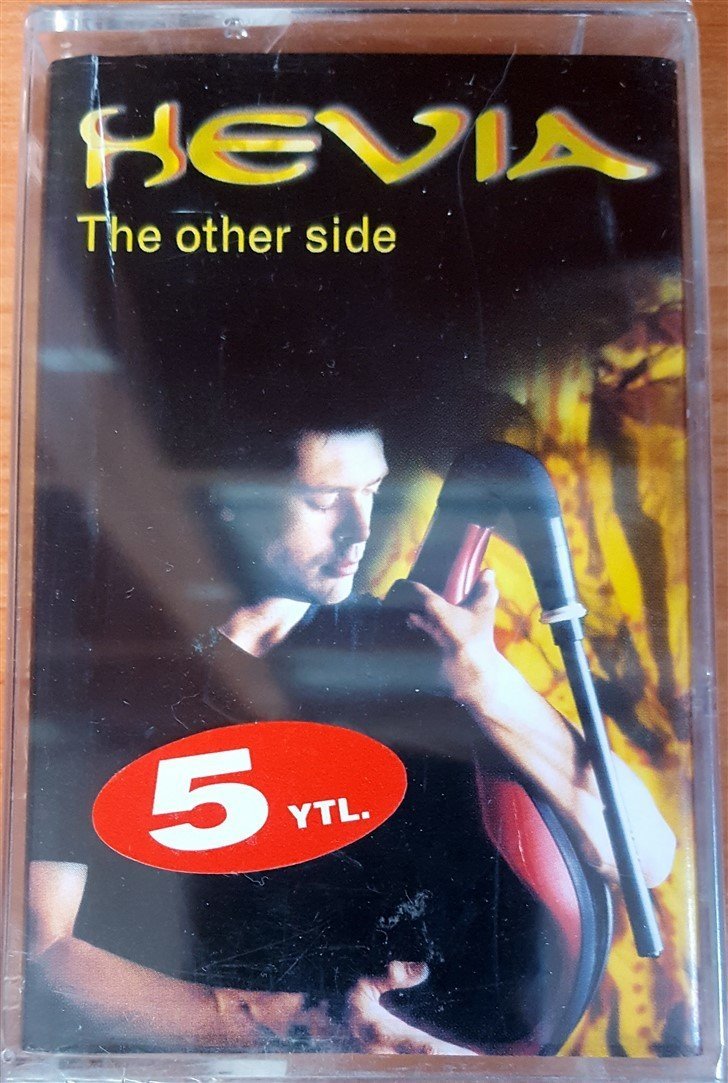 HEVIA
The other side
5 YTL.